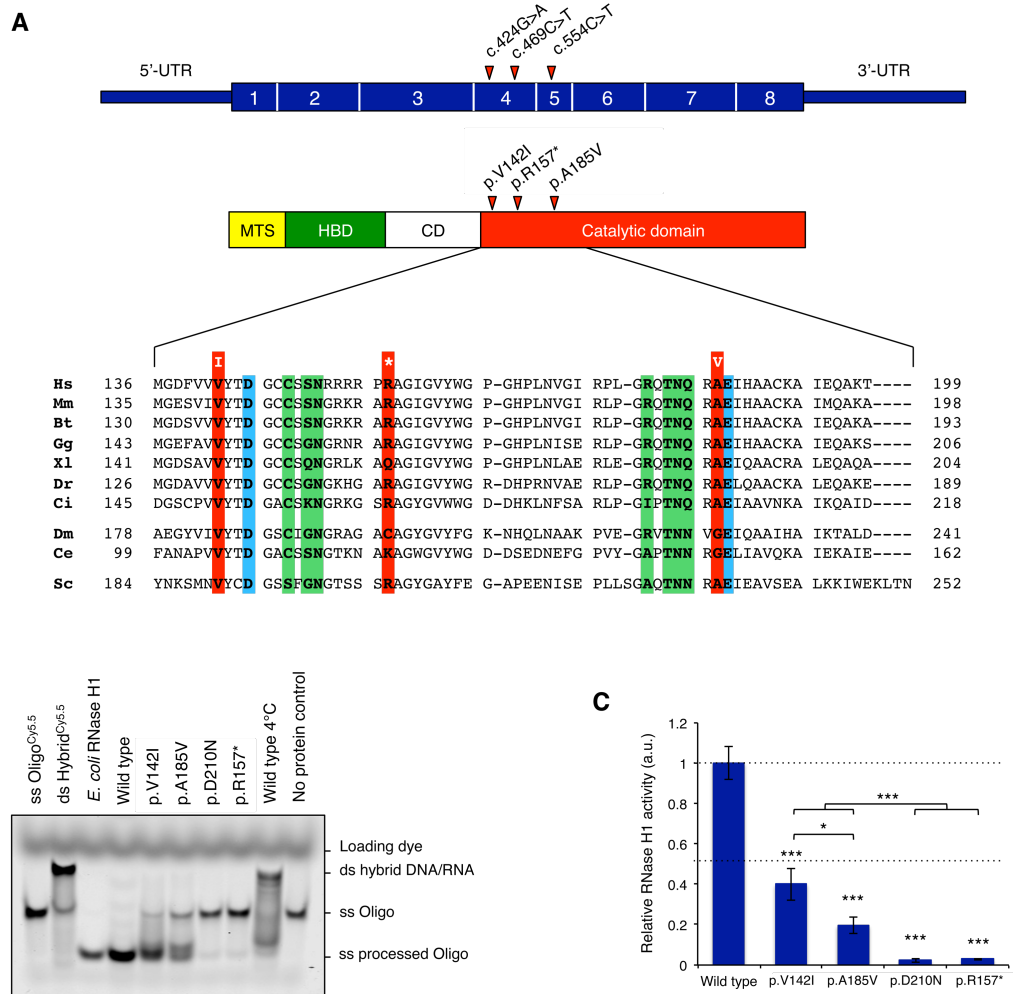 A
c.424G>A
c.469C>T
c.554C>T
5'-UTR
3'-UTR
1 2 3 4 5 6 7 8
p.V142I
p.R157*
p.A185V
MTS HBD CD Catalytic domain
I * V
Hs 136 MGDFVVVYTD GCCSSNRRRR PRAGIGVYWG P-GHPLNVGI RPL-GRQTNQ RAEIHAACKA IEQAKT---- 199
Mm 135 MGESVIVYTD GCCSSNGRKR ARAGIGVYWG P-GHPLNVGI RLP-GRQTNQ RAEIHAACKA IMQAKA---- 198
Bt 130 MGDSVVVYTD GCCSSNGRRK ARAGIGVYWG P-GHPLNVGI RLP-GRQTNQ RAEIHAACKA IEQAKA---- 193
Gg 143 MGEFAVVYTD GCCSGNGRNR ARAGIGVYWG P-GHPLNISE RLP-GRQTNQ RAEIHAACKA IEQAKS---- 206
Xl 141 MGDSAVVYTD GCCSQNGRLK AQAGIGVYWG P-GHPLNLAE RLE-GRQTNQ RAEIQAACRA LEQAQA---- 204
Dr 126 MGDAVVVYTD GCCSGNGKHG ARAGIGVYWG R-DHPRNVAE RLP-GRQTNQ RAELQAACKA LEQAKE---- 189
Ci 145 DGSCPVVYTD GACSKNGRKG ARAGYGVWWG D-DHKLNFSA RLP-GIPTNQ RAEIAAVNKA IKQAID---- 218
Dm 178 AEGYVIVYTD GSCIGNGRAG ACAGYGVYFG K-NHQLNAAK PVE-GRVTNN VGEIQAAIHA IKTALD---- 241
Ce 99 FANAPVVYTD GACSSNGTKN AKAGWGVYWG D-DSEDNEFG PVY-GAPTNN RGELIAVQKA IEKAIE---- 162
Sc 184 YNKSMNVYCD GSSFGNGTSS SRAGYGAYFEG G-APEENISE PLLSGAQTNN RAEIEAVSEA LKKIWEKLTN 252
ss Oligo Cy5.5
ds Hybrid Cy5.5
E. coli RNase H1
Wild type
p.V142I
p.A185V
p.D210N
p.R157*
Wild type 4°C
No protein control
Loading dye
ds hybrid DNA/RNA
ss Oligo
ss processed Oligo
C
Relative RNase H1 activity (a.u.)
1.2
1
0.8
0.6
0.4
0.2
0
***
*
***
***
***
***
Wild type p.V142I p.A185V p.D210N p.R157*